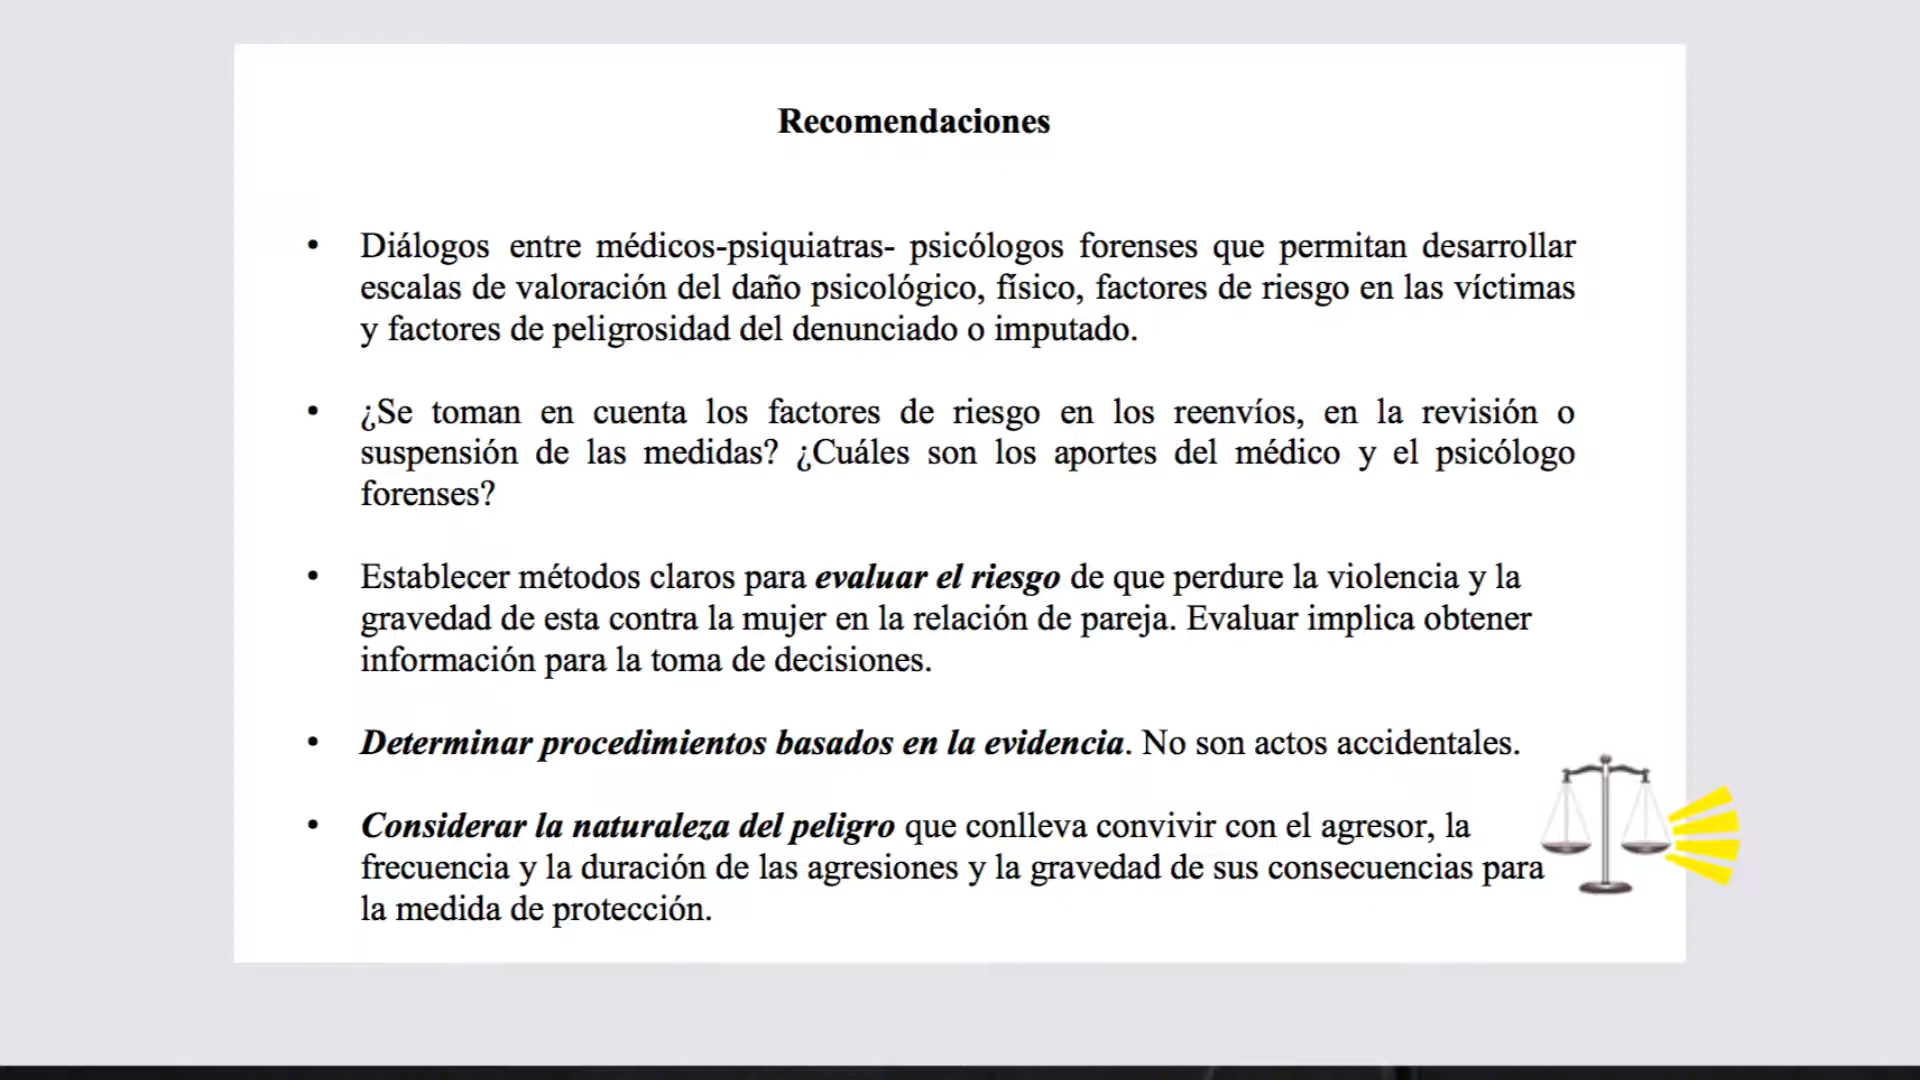 Recomendaciones
• Diálogos entre médicos-psiquiatras- psicólogos forenses que permitan desarrollar
escalas de valoración del daño psicológico, físico, factores de riesgo en las víctimas
y factores de peligrosidad del denunciado o imputado.
• ¿Se toman en cuenta los factores de riesgo en los reenvíos, en la revisión o
suspensión de las medidas? ¿Cuáles son los aportes del médico y el psicólogo
forenses?
• Establecer métodos claros para evaluar el riesgo de que perdure la violencia y la
gravedad de esta contra la mujer en la relación de pareja. Evaluar implica obtener
información para la toma de decisiones.
• Determinar procedimientos basados en la evidencia. No son actos accidentales.
• Considerar la naturaleza del peligro que conlleva convivir con el agresor, la
frecuencia y la duración de las agresiones y la gravedad de sus consecuencias para
la medida de protección.